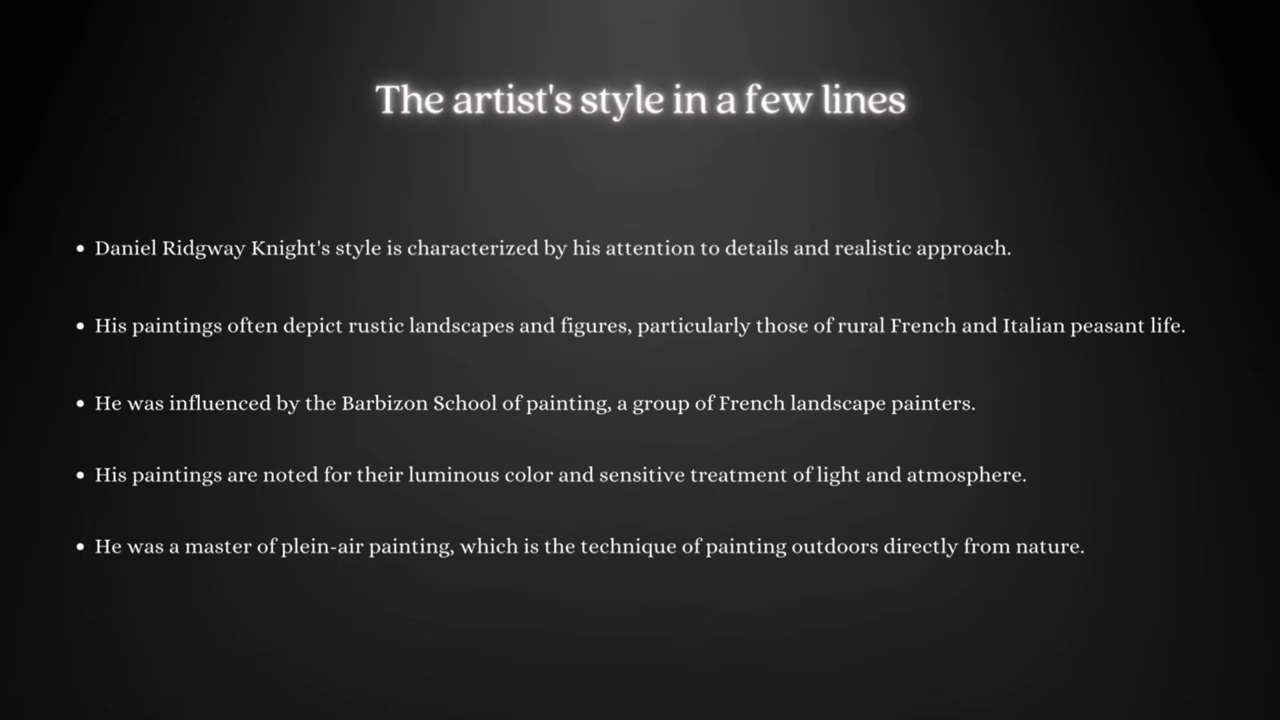 The artist's style in a few lines
• Daniel Ridgway Knight's style is characterized by his attention to details and realistic approach.
• His paintings often depict rustic landscapes and figures, particularly those of rural French and Italian peasant life.
• He was influenced by the Barbizon School of painting, a group of French landscape painters.
• His paintings are noted for their luminous color and sensitive treatment of light and atmosphere.
• He was a master of plein-air painting, which is the technique of painting outdoors directly from nature.